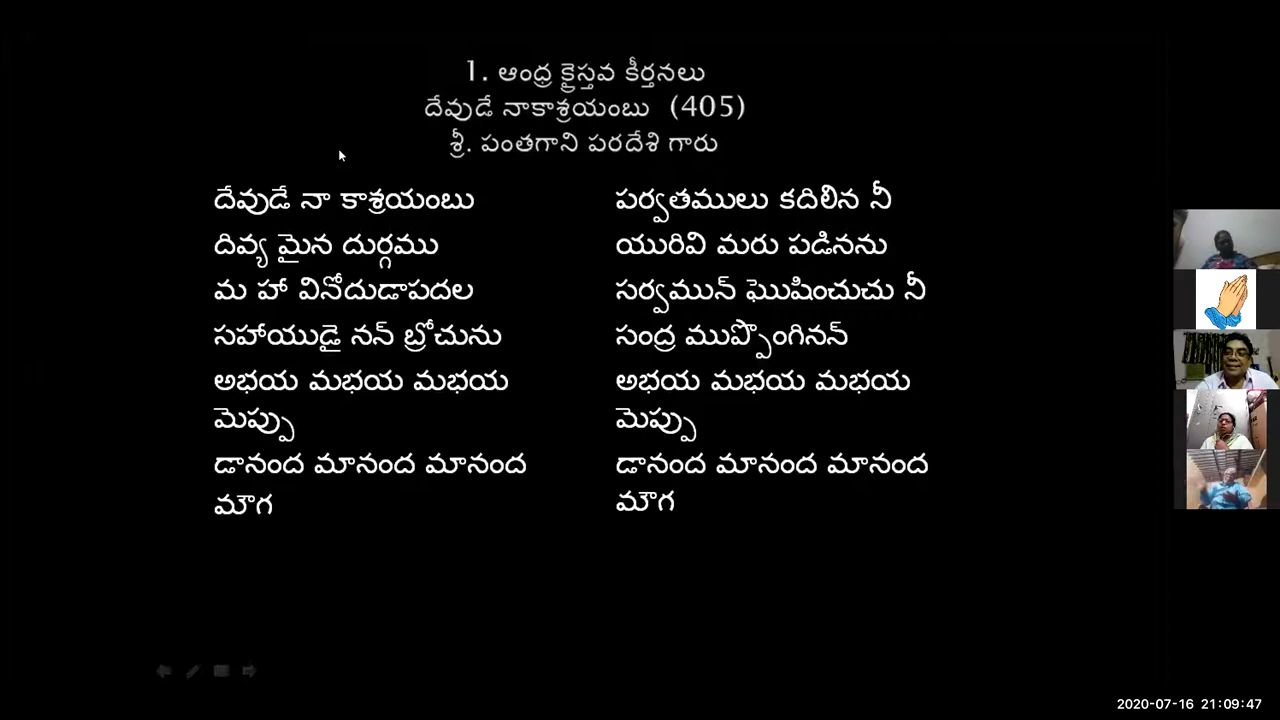 1. ఆంధ్ర క్రైస్తవ కీర్తనలు
దేవుడే నాకాశ్రయంబు (405)
శ్రీ. పంతగాని పరదేశి గారు
దేవుడే నా కాశ్రయంబు
దివ్య మైన దుర్గము
మ హా వినోదుడాపదల
సహాయుడై నన్ బ్రోచును
అభయ మభయ మభయ
మెప్పు
డానంద మానంద మానంద
మౌగ
పర్వతములు కదిలిన నీ
యురివి మరు పడినను
సర్వమున్ ఘొషించుచు నీ
సంద్ర ముప్పొంగినన్
అభయ మభయ మభయ
మెప్పు
డానంద మానంద మానంద
మౌగ
2020-07-16 21:09:47